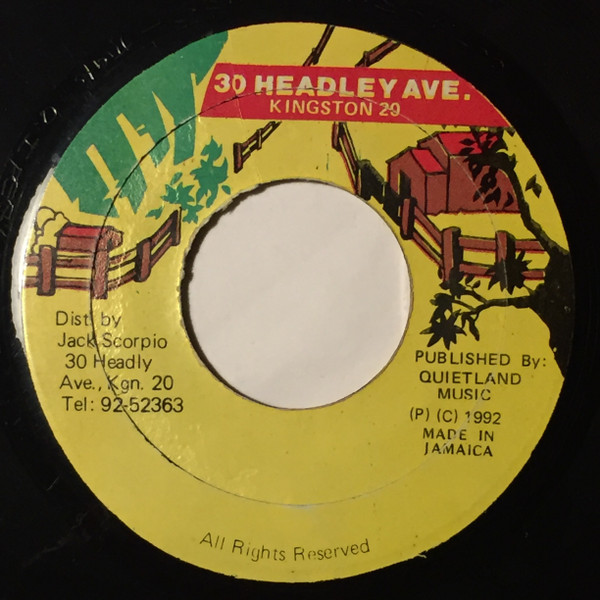 30 HEADLEY AVE.
KINGSTON 20
Dist. by
Jack Scorpio
30 Headly
Ave., Kgn. 20
Tel: 92-52363
PUBLISHED By:
QUIETLAND
MUSIC
(P) (C) 1992
MADE IN
JAMAICA
All Rights Reserved